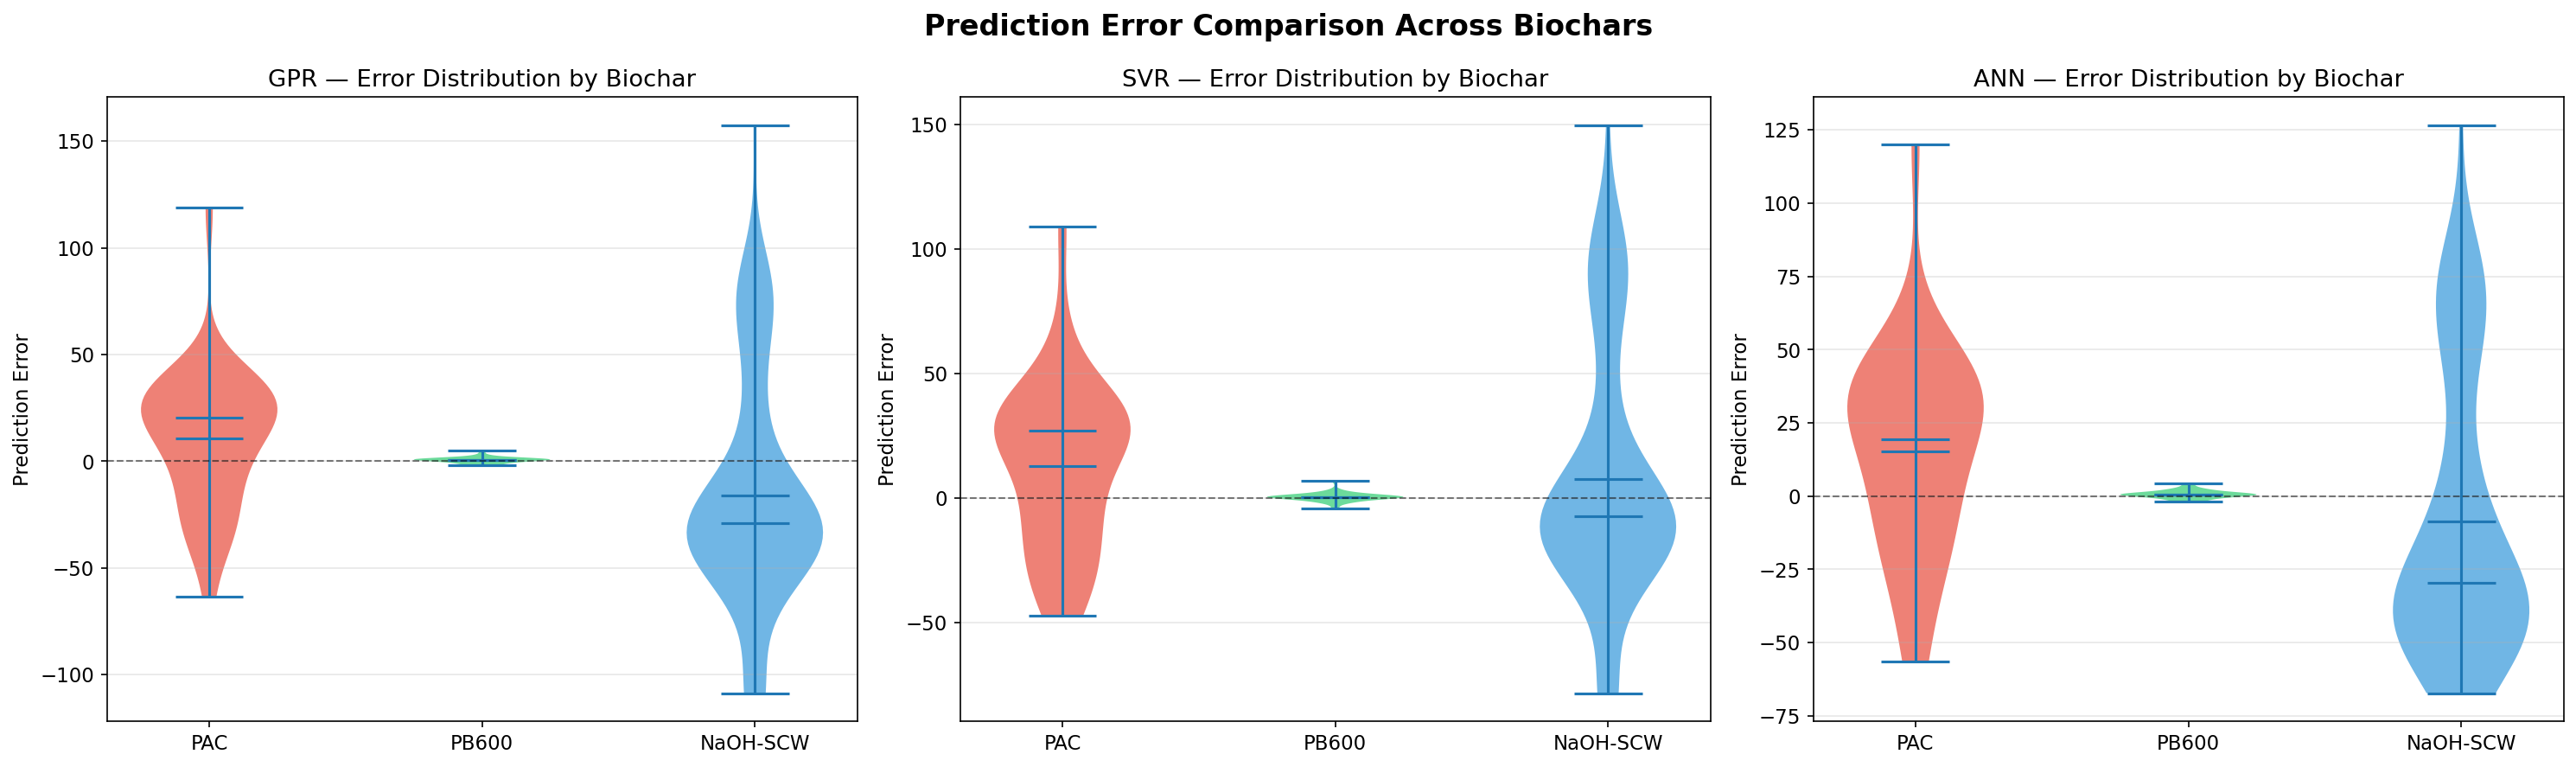 Prediction Error Comparison Across Biochars
GPR — Error Distribution by Biochar
Prediction Error
150
100
50
0
−50
−100
PAC
PB600
NaOH-SCW
SVR — Error Distribution by Biochar
Prediction Error
150
100
50
0
−50
PAC
PB600
NaOH-SCW
ANN — Error Distribution by Biochar
Prediction Error
125
100
75
50
25
0
−25
−50
−75
PAC
PB600
NaOH-SCW